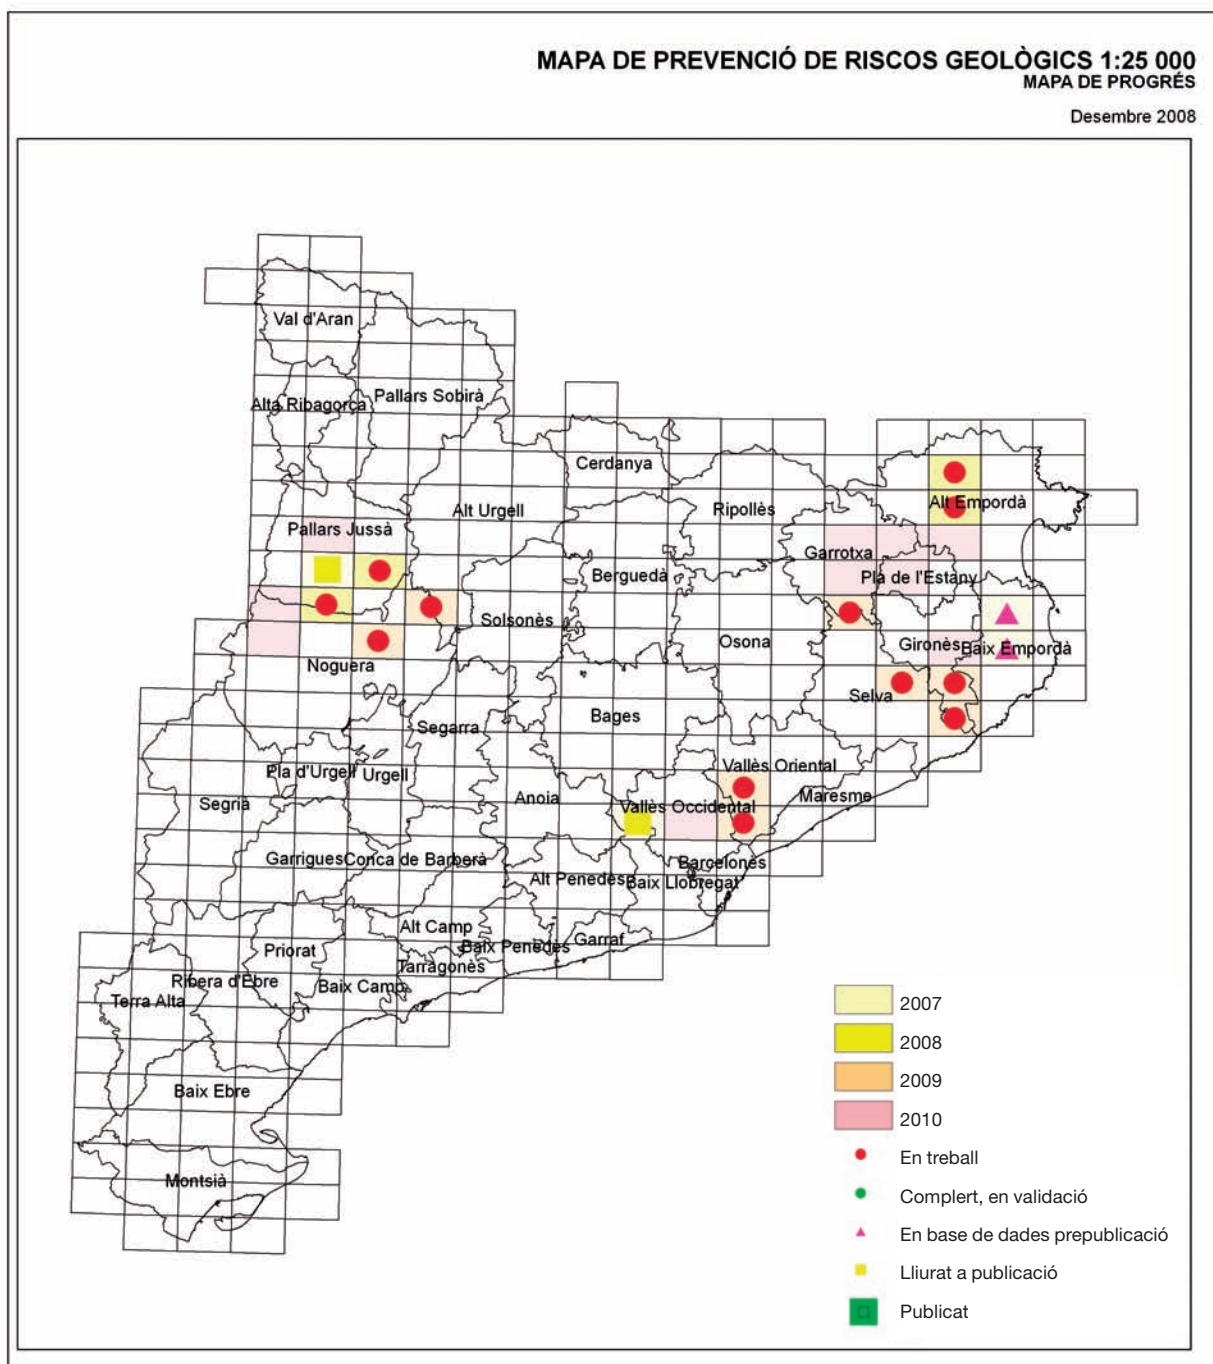 MAPA DE PREVENCIÓ DE RISCOS GEOLÒGICS 1:25 000
MAPA DE PROGRÉS
Desembre 2008
Val d'Aran
Alta Ribagorça
Pallars Sobirà
Cerdanya
Alt Urgell
Ripollès
Alt Empordà
Pallars Jussà
Garrotxa
Berguedà
Pla de l'Estany
Solsonès
Osona
Gironès
Baix Empordà
Noguera
Selva
Bages
Segarra
Vallès Oriental
Pla d'Urgell
Urgell
Anoia
Maresme
Segrià
Vallès Occidental
Garrigues
Conca de Barberà
Barcelonès
Alt Penedès
Baix Llobregat
Alt Camp
Garraf
Priorat
Baix Penedès
Tarragonès
Ribera d'Ebre
Baix Camp
Terra Alta
Baix Ebre
Montsià
2007
2008
2009
2010
En treball
Complert, en validació
En base de dades prepublicació
Lliurat a publicació
Publicat